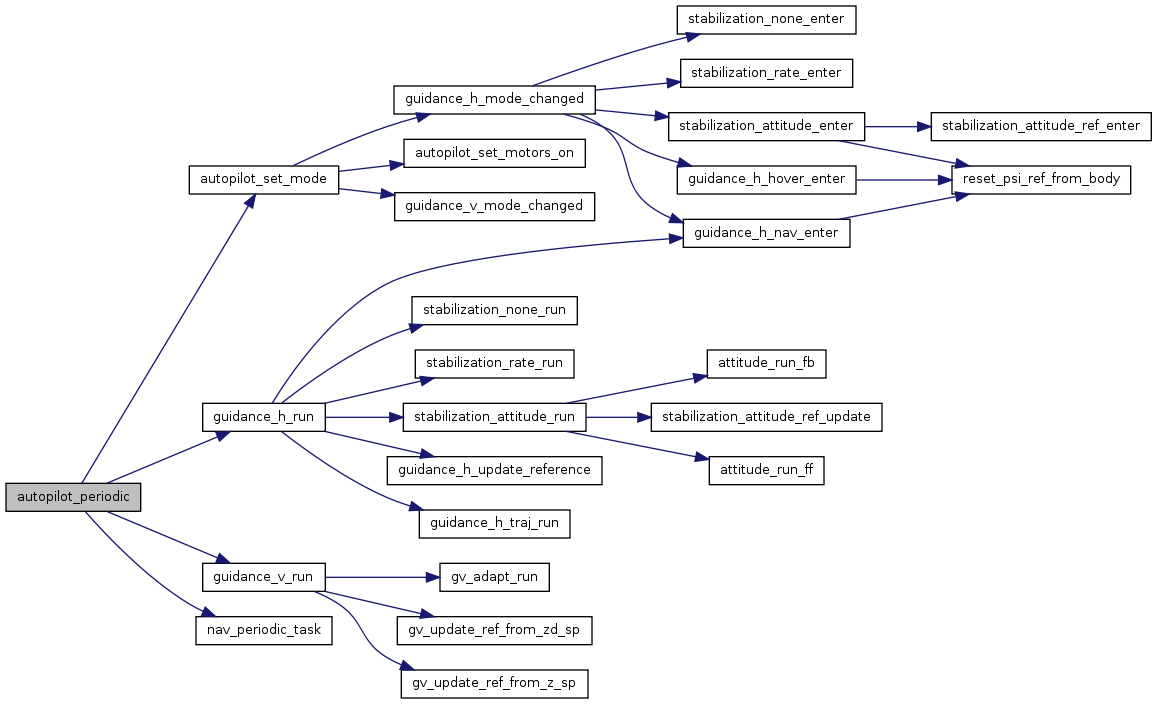 stabilization_none_enter
stabilization_rate_enter
guidance_h_mode_changed
stabilization_attitude_enter
stabilization_attitude_ref_enter
autopilot_set_motors_on
autopilot_set_mode
guidance_h_hover_enter
reset_psi_ref_from_body
guidance_v_mode_changed
guidance_h_nav_enter
stabilization_none_run
stabilization_rate_run
attitude_run_fb
guidance_h_run
stabilization_attitude_run
stabilization_attitude_ref_update
guidance_h_update_reference
attitude_run_ff
autopilot_periodic
guidance_h_traj_run
guidance_v_run
gv_adapt_run
nav_periodic_task
gv_update_ref_from_zd_sp
gv_update_ref_from_z_sp